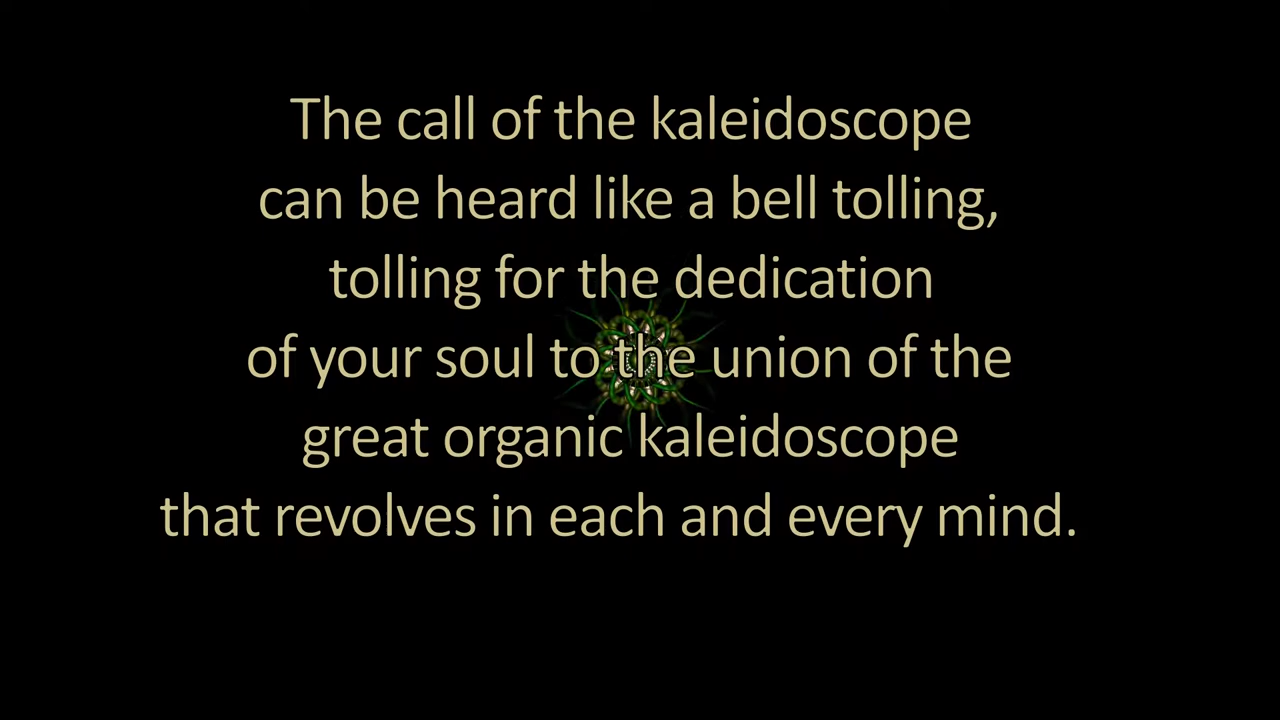 The call of the kaleidoscope
can be heard like a bell tolling,
tolling for the dedication
of your soul to the union of the
great organic kaleidoscope
that revolves in each and every mind.